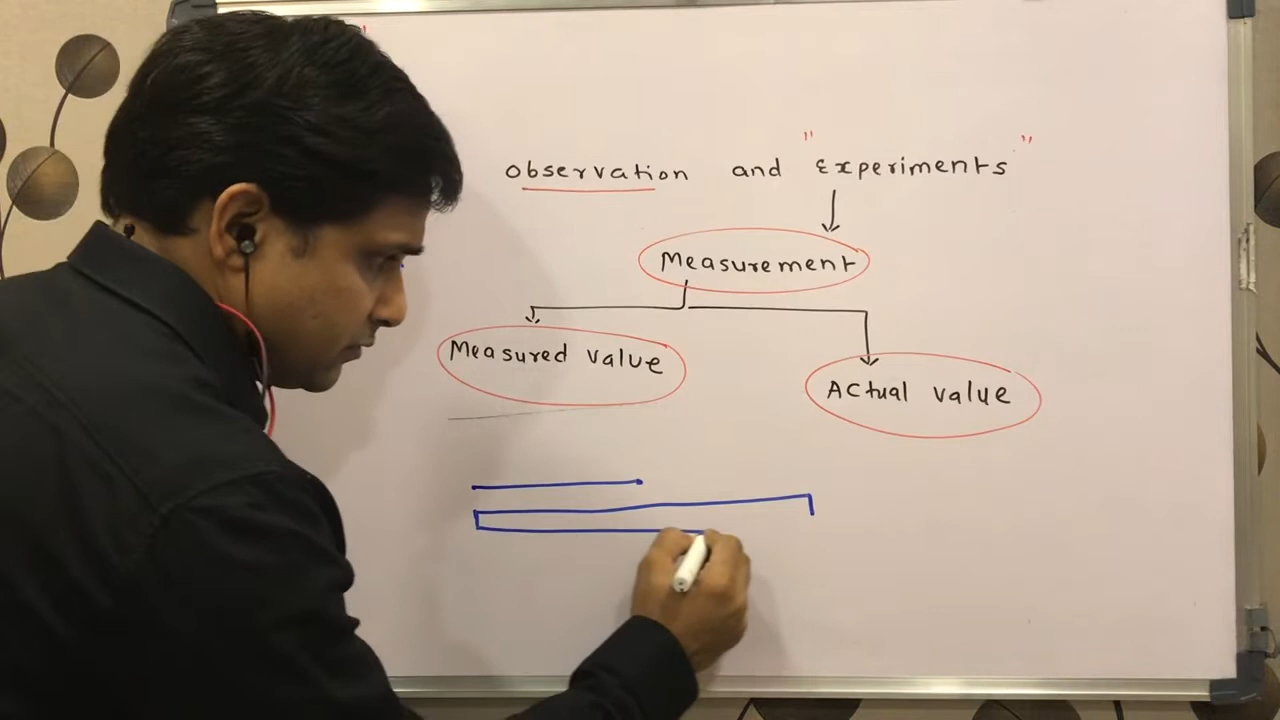 observation and "Experiments"
Measurement
Measured value
Actual value